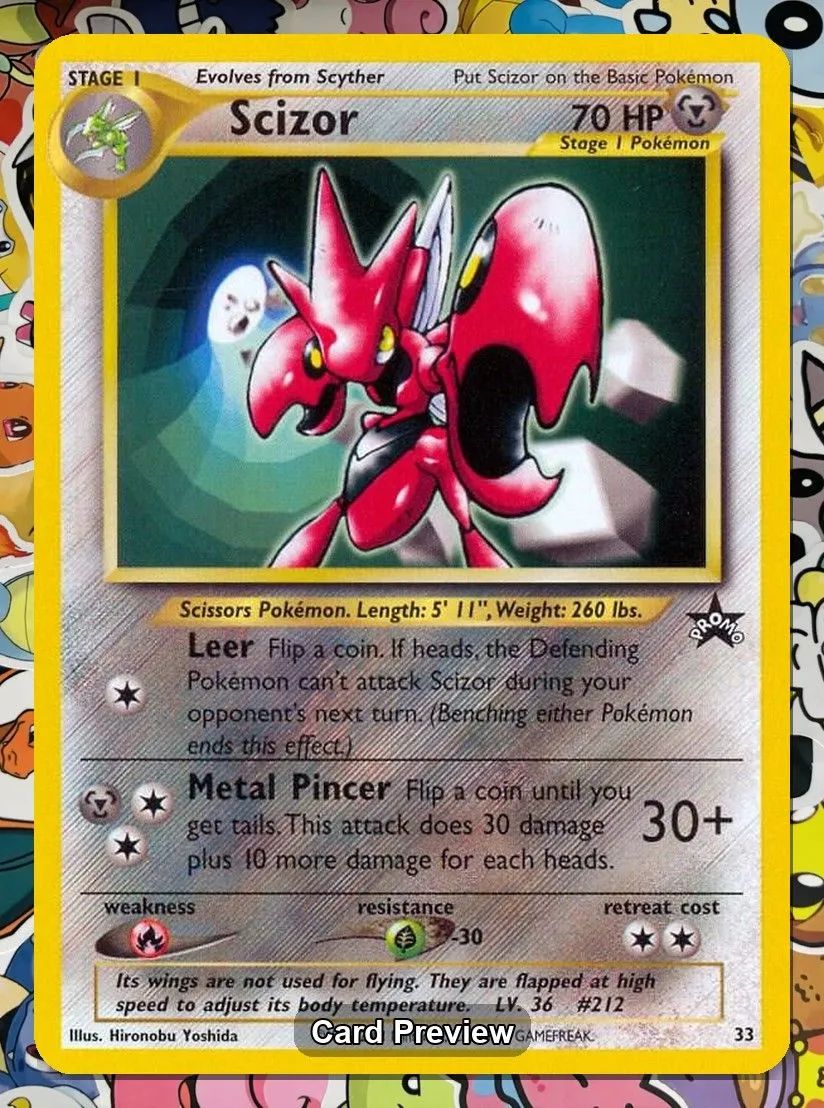 STAGE 1 Evolves from Scyther Put Scizor on the Basic Pokémon
Scizor 70 HP
Stage 1 Pokémon
Scissors Pokémon. Length: 5' 11", Weight: 260 lbs.
PROMO
Leer Flip a coin. If heads, the Defending
Pokémon can't attack Scizor during your
opponent's next turn. (Benching either Pokémon
ends this effect.)
Metal Pincer Flip a coin until you
get tails. This attack does 30 damage
plus 10 more damage for each heads.
30+
weakness resistance retreat cost
-30
Its wings are not used for flying. They are flapped at high
speed to adjust its body temperature. LV. 36 #212
Illus. Hironobu Yoshida GAMEFREAK. 33
Card Preview